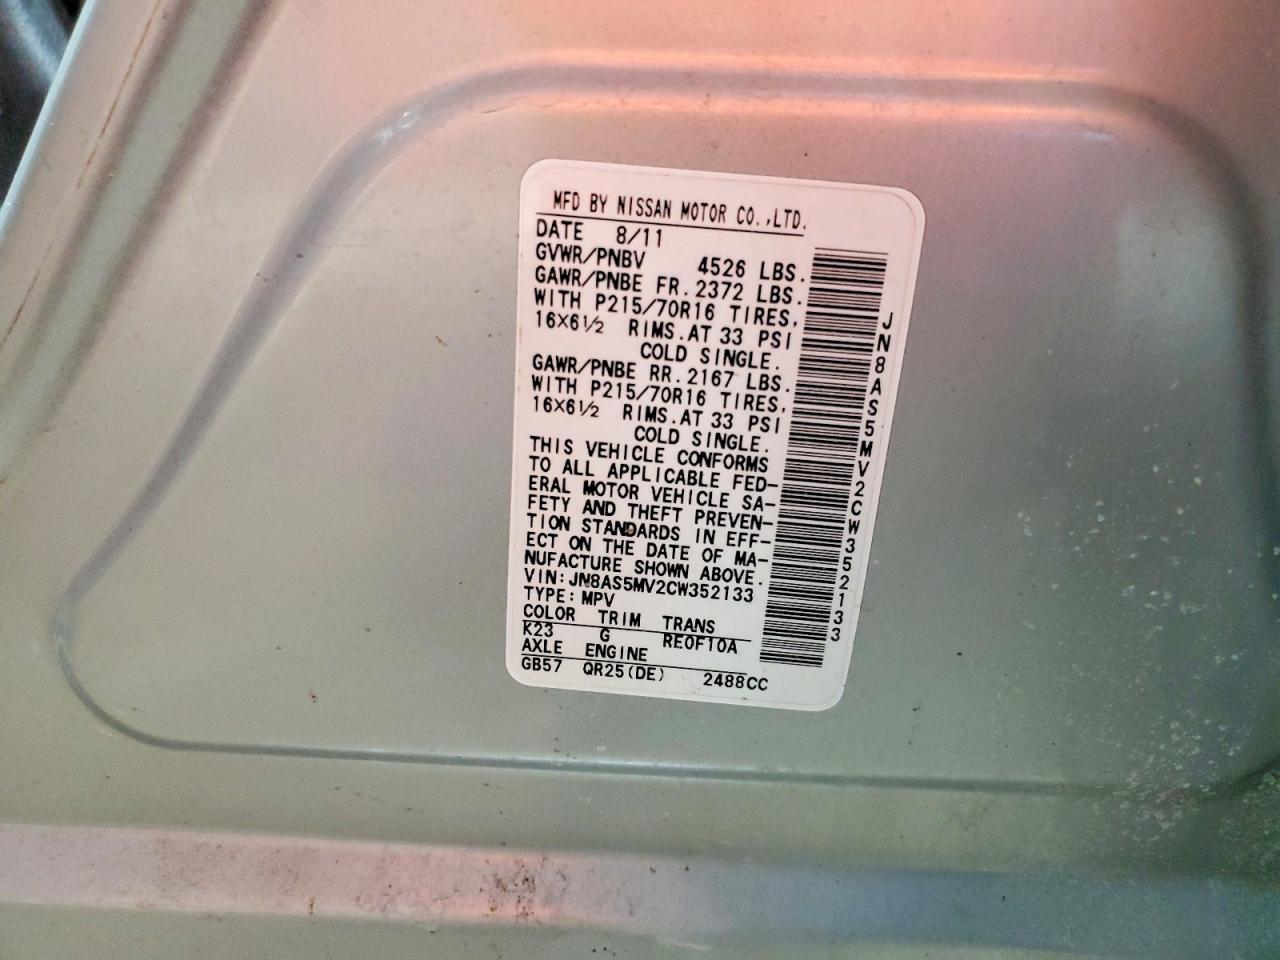 MFD BY NISSAN MOTOR CO.,LTD.
DATE 8/11
GVWR/PNBV 4526 LBS.
GAWR/PNBE FR. 2372 LBS.
WITH P215/70R16 TIRES,
16X6½ RIMS.AT 33 PSI
COLD SINGLE.
GAWR/PNBE RR. 2167 LBS.
WITH P215/70R16 TIRES,
16X6½ RIMS.AT 33 PSI
COLD SINGLE.
THIS VEHICLE CONFORMS
TO ALL APPLICABLE FED-
ERAL MOTOR VEHICLE SA-
FETY AND THEFT PREVEN-
TION STANDARDS IN EFF-
ECT ON THE DATE OF MA-
NUFACTURE SHOWN ABOVE.
VIN:JN8AS5MV2CW352133
TYPE:MPV
COLOR TRIM TRANS
K23 G RE0F10A
AXLE ENGINE
GB57 QR25(DE) 2488CC
JN8AS5MV2CW352133